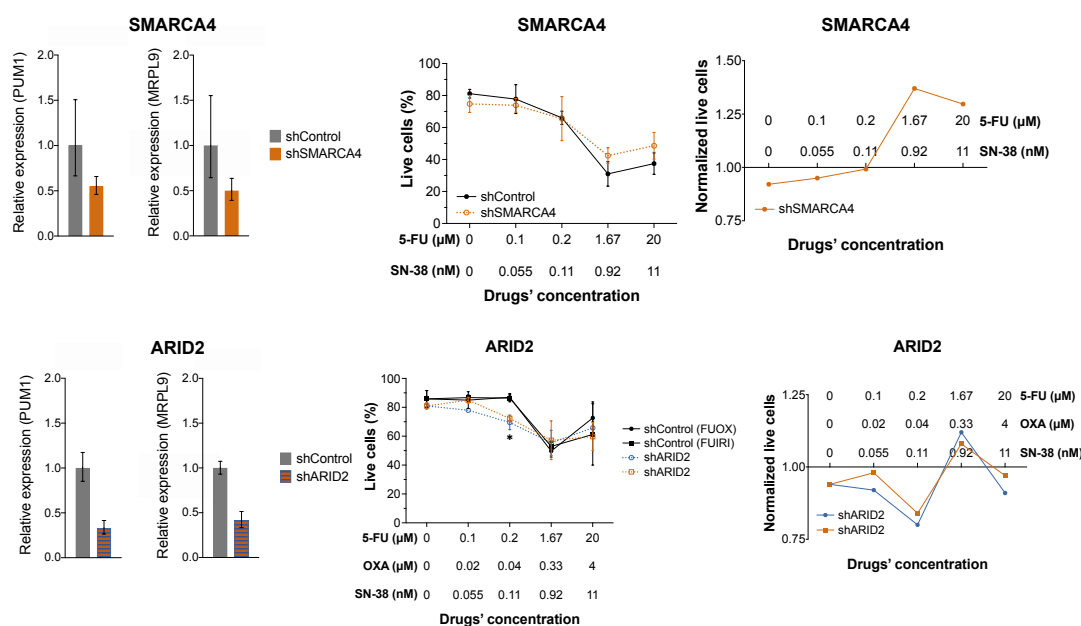 SMARCA4
Relative expression (PUM1)
2.0
1.5
1.0
0.5
0.0
Relative expression (MRPL9)
2.0
1.5
1.0
0.5
0.0
shControl
shSMARCA4
SMARCA4
Live cells (%)
100
80
60
40
20
0
shControl
shSMARCA4
5-FU (µM) 0 0.1 0.2 1.67 20
SN-38 (nM) 0 0.055 0.11 0.92 11
Drugs' concentration
SMARCA4
Normalized live cells
1.50
1.25
1.00
0.75
0 0.1 0.2 1.67 20 5-FU (µM)
0 0.055 0.11 0.92 11 SN-38 (nM)
shSMARCA4
Drugs' concentration
ARID2
Relative expression (PUM1)
2.0
1.5
1.0
0.5
0.0
Relative expression (MRPL9)
2.0
1.5
1.0
0.5
0.0
shControl
shARID2
ARID2
Live cells (%)
100
80
60
40
20
0
*
shControl (FUOX)
shControl (FUIRI)
shARID2
shARID2
5-FU (µM) 0 0.1 0.2 1.67 20
OXA (µM) 0 0.02 0.04 0.33 4
SN-38 (nM) 0 0.055 0.11 0.92 11
Drugs' concentration
ARID2
Normalized live cells
1.25
1.00
0.75
0 0.1 0.2 1.67 20 5-FU (µM)
0 0.02 0.04 0.33 4 OXA (µM)
0 0.055 0.11 0.92 11 SN-38 (nM)
shARID2
shARID2
Drugs' concentration